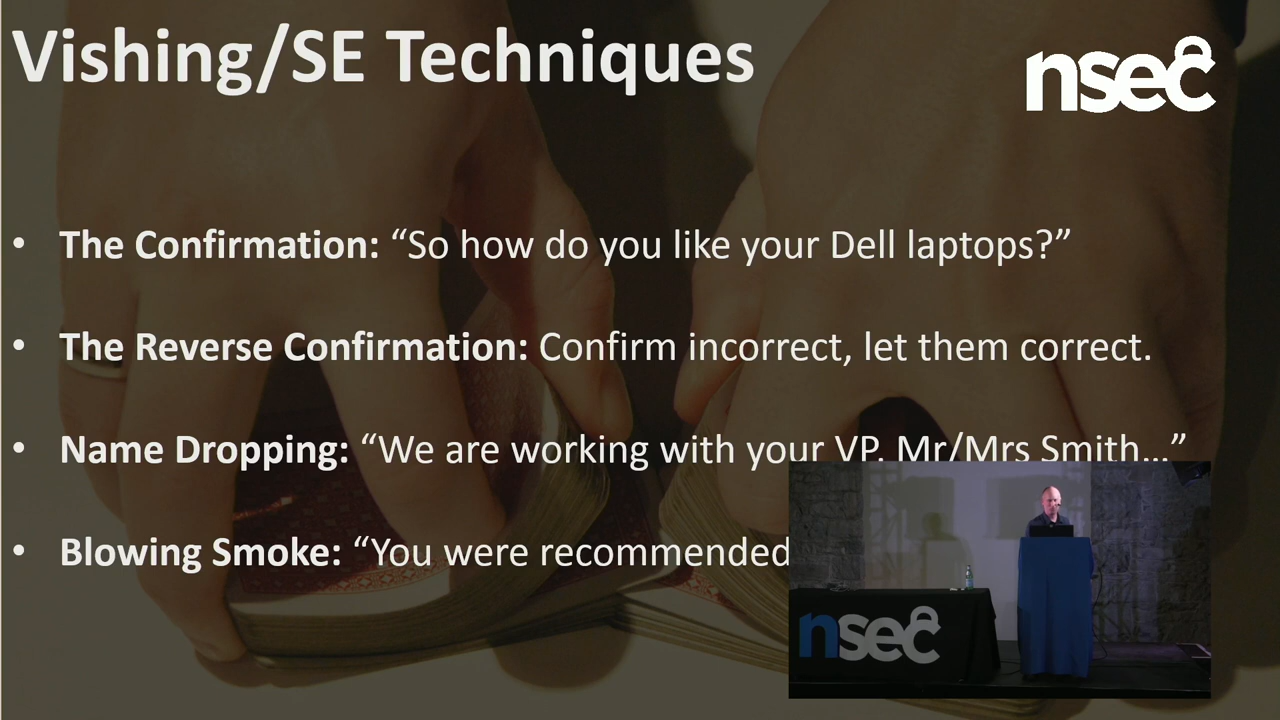 Vishing/SE Techniques
nsec
• The Confirmation: “So how do you like your Dell laptops?”
• The Reverse Confirmation: Confirm incorrect, let them correct.
• Name Dropping: “We are working with your VP, Mr/Mrs Smith…”
• Blowing Smoke: “You were recommended
nsec